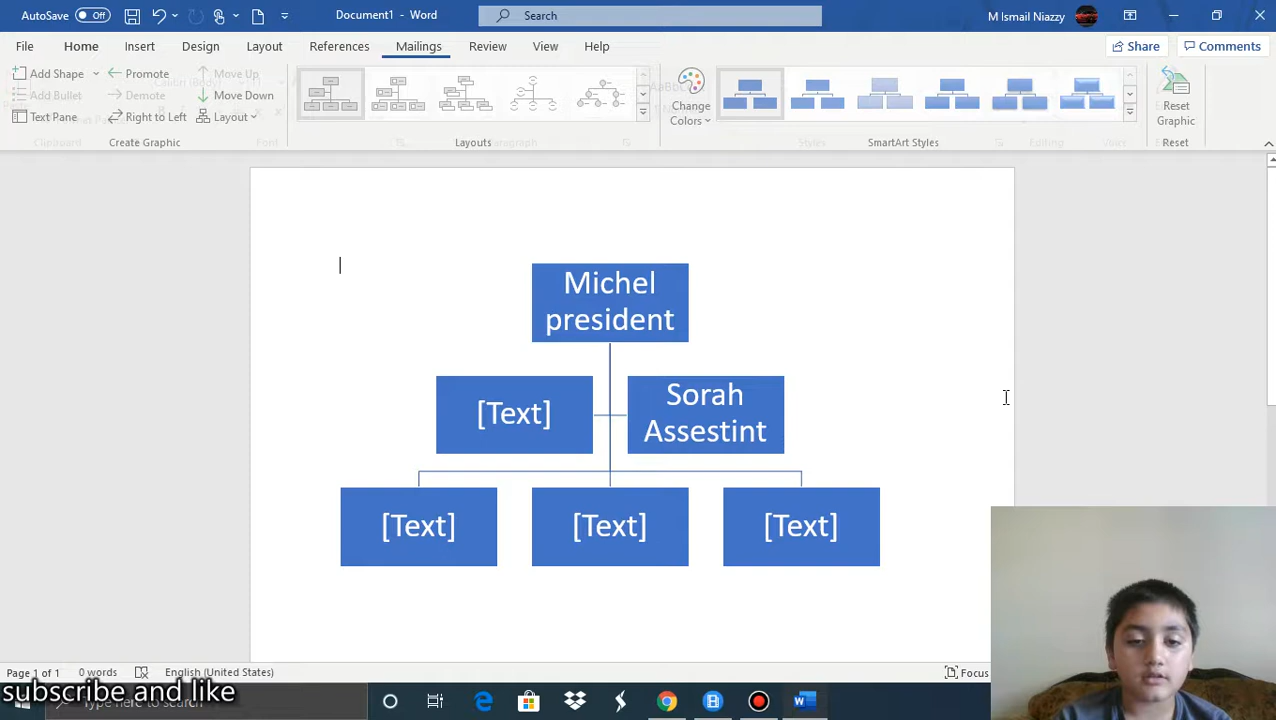 AutoSave Off Document1 - Word Search M Ismail Niazzy
File Home Insert Design Layout References Mailings Review View Help Share Comments
Add Shape Promote Move Up
Add Bullet Demote Move Down
Text Pane Right to Left Layout
Change Colors
Reset Graphic
Create Graphic Layouts SmartArt Styles Reset
Michel
president
[Text] Sorah
Assestint
[Text] [Text] [Text]
Page 1 of 1 0 words English (United States) Focus
subscribe and like
Type here to search